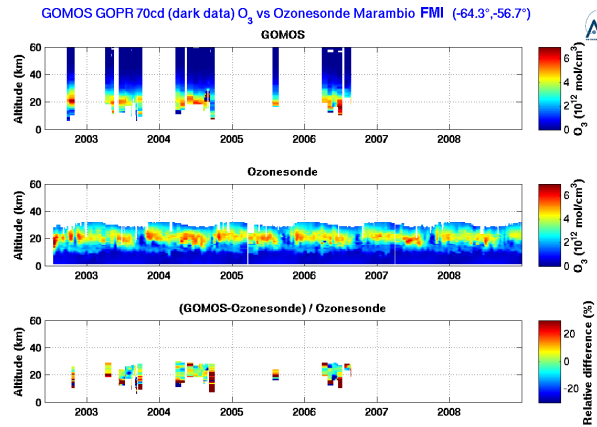 GOMOS GOPR 70cd (dark data) O3 vs Ozonesonde Marambio FMI (-64.3°,-56.7°)
GOMOS
Altitude (km)
60
40
20
0
2003 2004 2005 2006 2007 2008
6
4
2
0
O3 (10^12 mol/cm^3)
Ozonesonde
Altitude (km)
60
40
20
0
2003 2004 2005 2006 2007 2008
6
4
2
0
O3 (10^12 mol/cm^3)
(GOMOS-Ozonesonde) / Ozonesonde
Altitude (km)
60
40
20
0
2003 2004 2005 2006 2007 2008
20
0
-20
Relative difference (%)